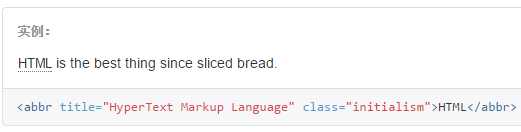 实例：
HTML is the best thing since sliced bread.
<abbr title="HyperText Markup Language" class="initialism">HTML</abbr>